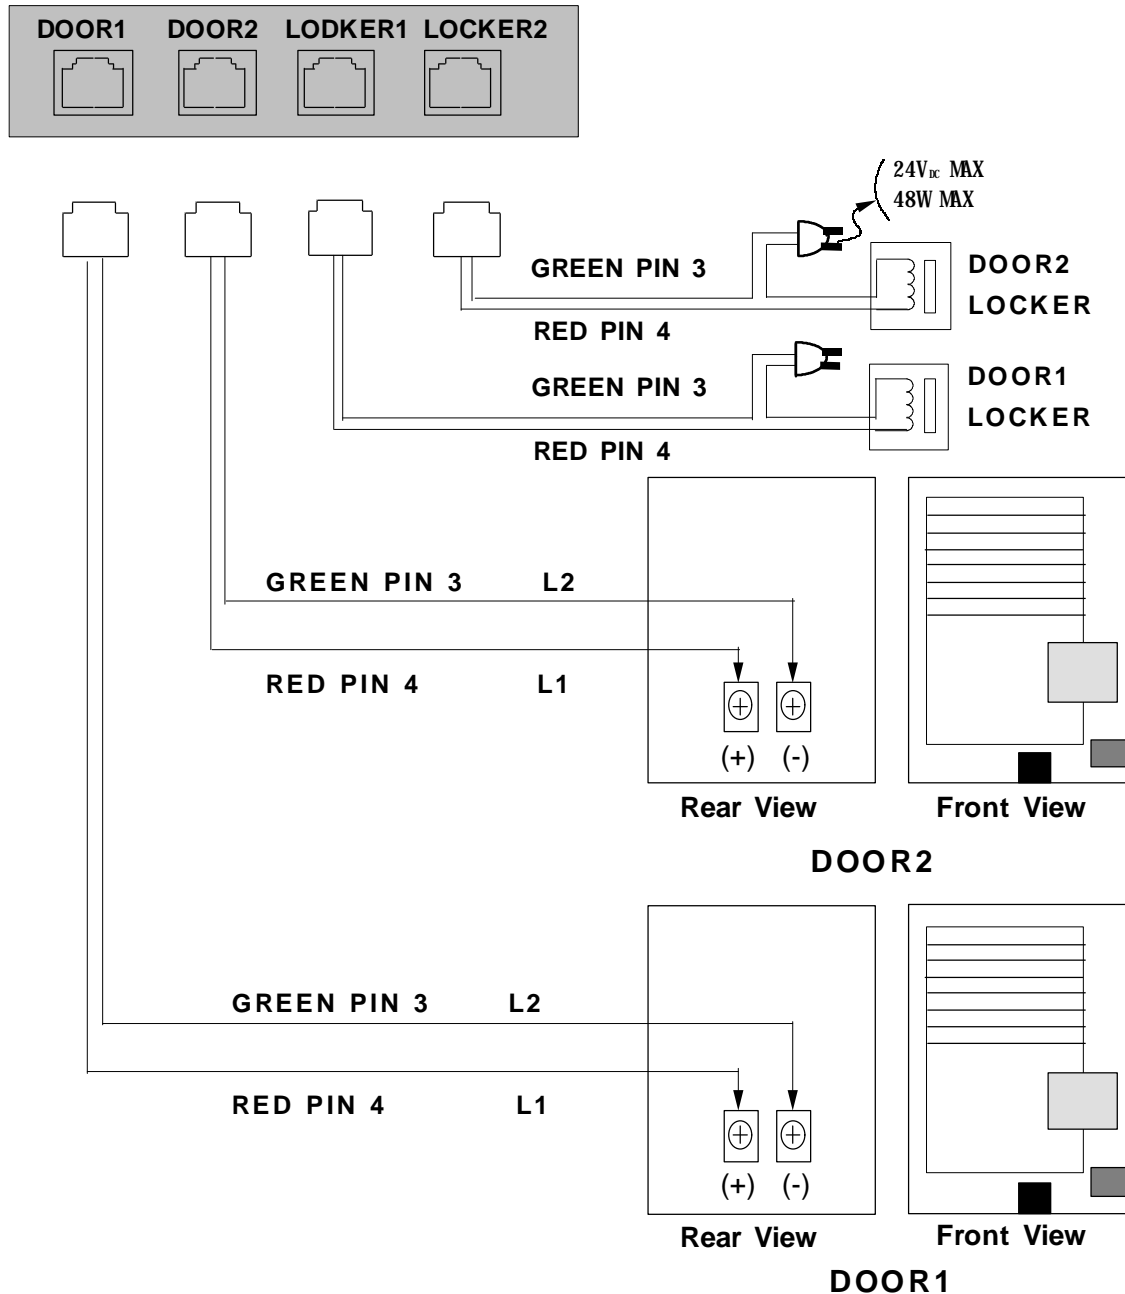 DOOR1 DOOR2 LODKER1 LOCKER2
24VDC MAX
48W MAX
GREEN PIN 3
DOOR2
LOCKER
RED PIN 4
GREEN PIN 3
DOOR1
LOCKER
RED PIN 4
GREEN PIN 3 L2
RED PIN 4 L1
(+) (-)
Rear View Front View
DOOR2
GREEN PIN 3 L2
RED PIN 4 L1
(+) (-)
Rear View Front View
DOOR1